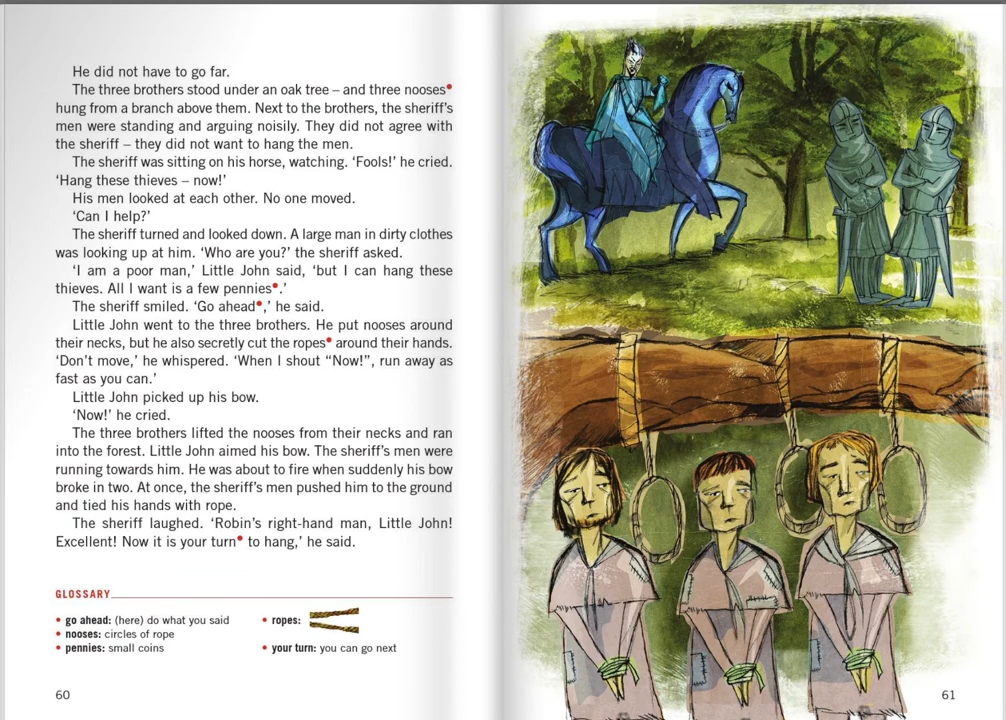 He did not have to go far.
The three brothers stood under an oak tree – and three nooses•
hung from a branch above them. Next to the brothers, the sheriff’s
men were standing and arguing noisily. They did not agree with
the sheriff – they did not want to hang the men.
The sheriff was sitting on his horse, watching. ‘Fools!’ he cried.
‘Hang these thieves – now!’
His men looked at each other. No one moved.
‘Can I help?’
The sheriff turned and looked down. A large man in dirty clothes
was looking up at him. ‘Who are you?’ the sheriff asked.
‘I am a poor man,’ Little John said, ‘but I can hang these
thieves. All I want is a few pennies•.’
The sheriff smiled. ‘Go ahead•,’ he said.
Little John went to the three brothers. He put nooses around
their necks, but he also secretly cut the ropes• around their hands.
‘Don’t move,’ he whispered. ‘When I shout “Now!”, run away as
fast as you can.’
Little John picked up his bow.
‘Now!’ he cried.
The three brothers lifted the nooses from their necks and ran
into the forest. Little John aimed his bow. The sheriff’s men were
running towards him. He was about to fire when suddenly his bow
broke in two. At once, the sheriff’s men pushed him to the ground
and tied his hands with rope.
The sheriff laughed. ‘Robin’s right-hand man, Little John!
Excellent! Now it is your turn• to hang,’ he said.
GLOSSARY
• go ahead: (here) do what you said
• nooses: circles of rope
• pennies: small coins
• ropes:
• your turn: you can go next
60
61